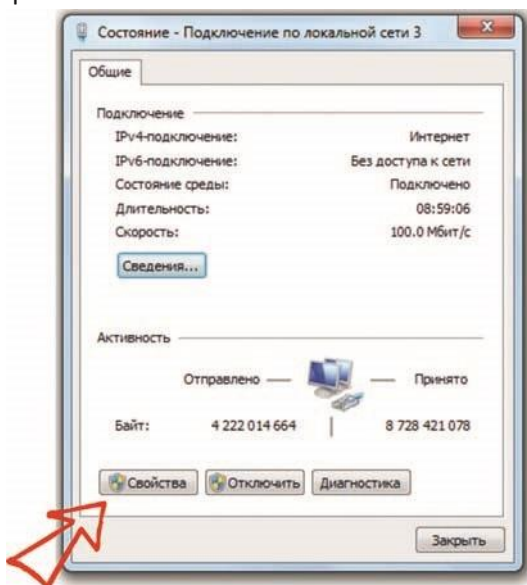 Состояние - Подключение по локальной сети 3
Общие
Подключение
IPv4-подключение: Интернет
IPv6-подключение: Без доступа к сети
Состояние среды: Подключено
Длительность: 08:59:06
Скорость: 100.0 Мбит/с
Сведения...
Активность
Отправлено — — Принято
Байт: 4 222 014 664 | 8 728 421 078
Свойства Отключить Диагностика
Закрыть